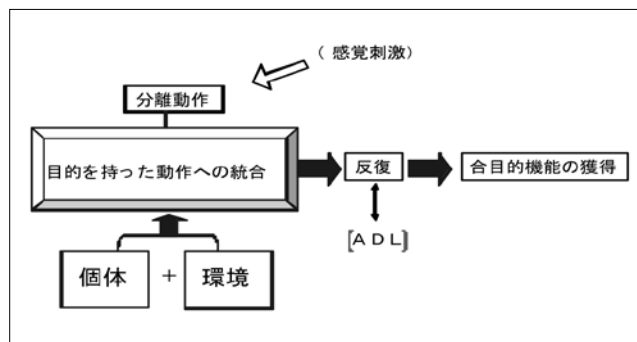 （感覚刺激）
分離動作
目的を持った動作への統合
反復
合目的機能の獲得
[ＡＤＬ]
個体 + 環境